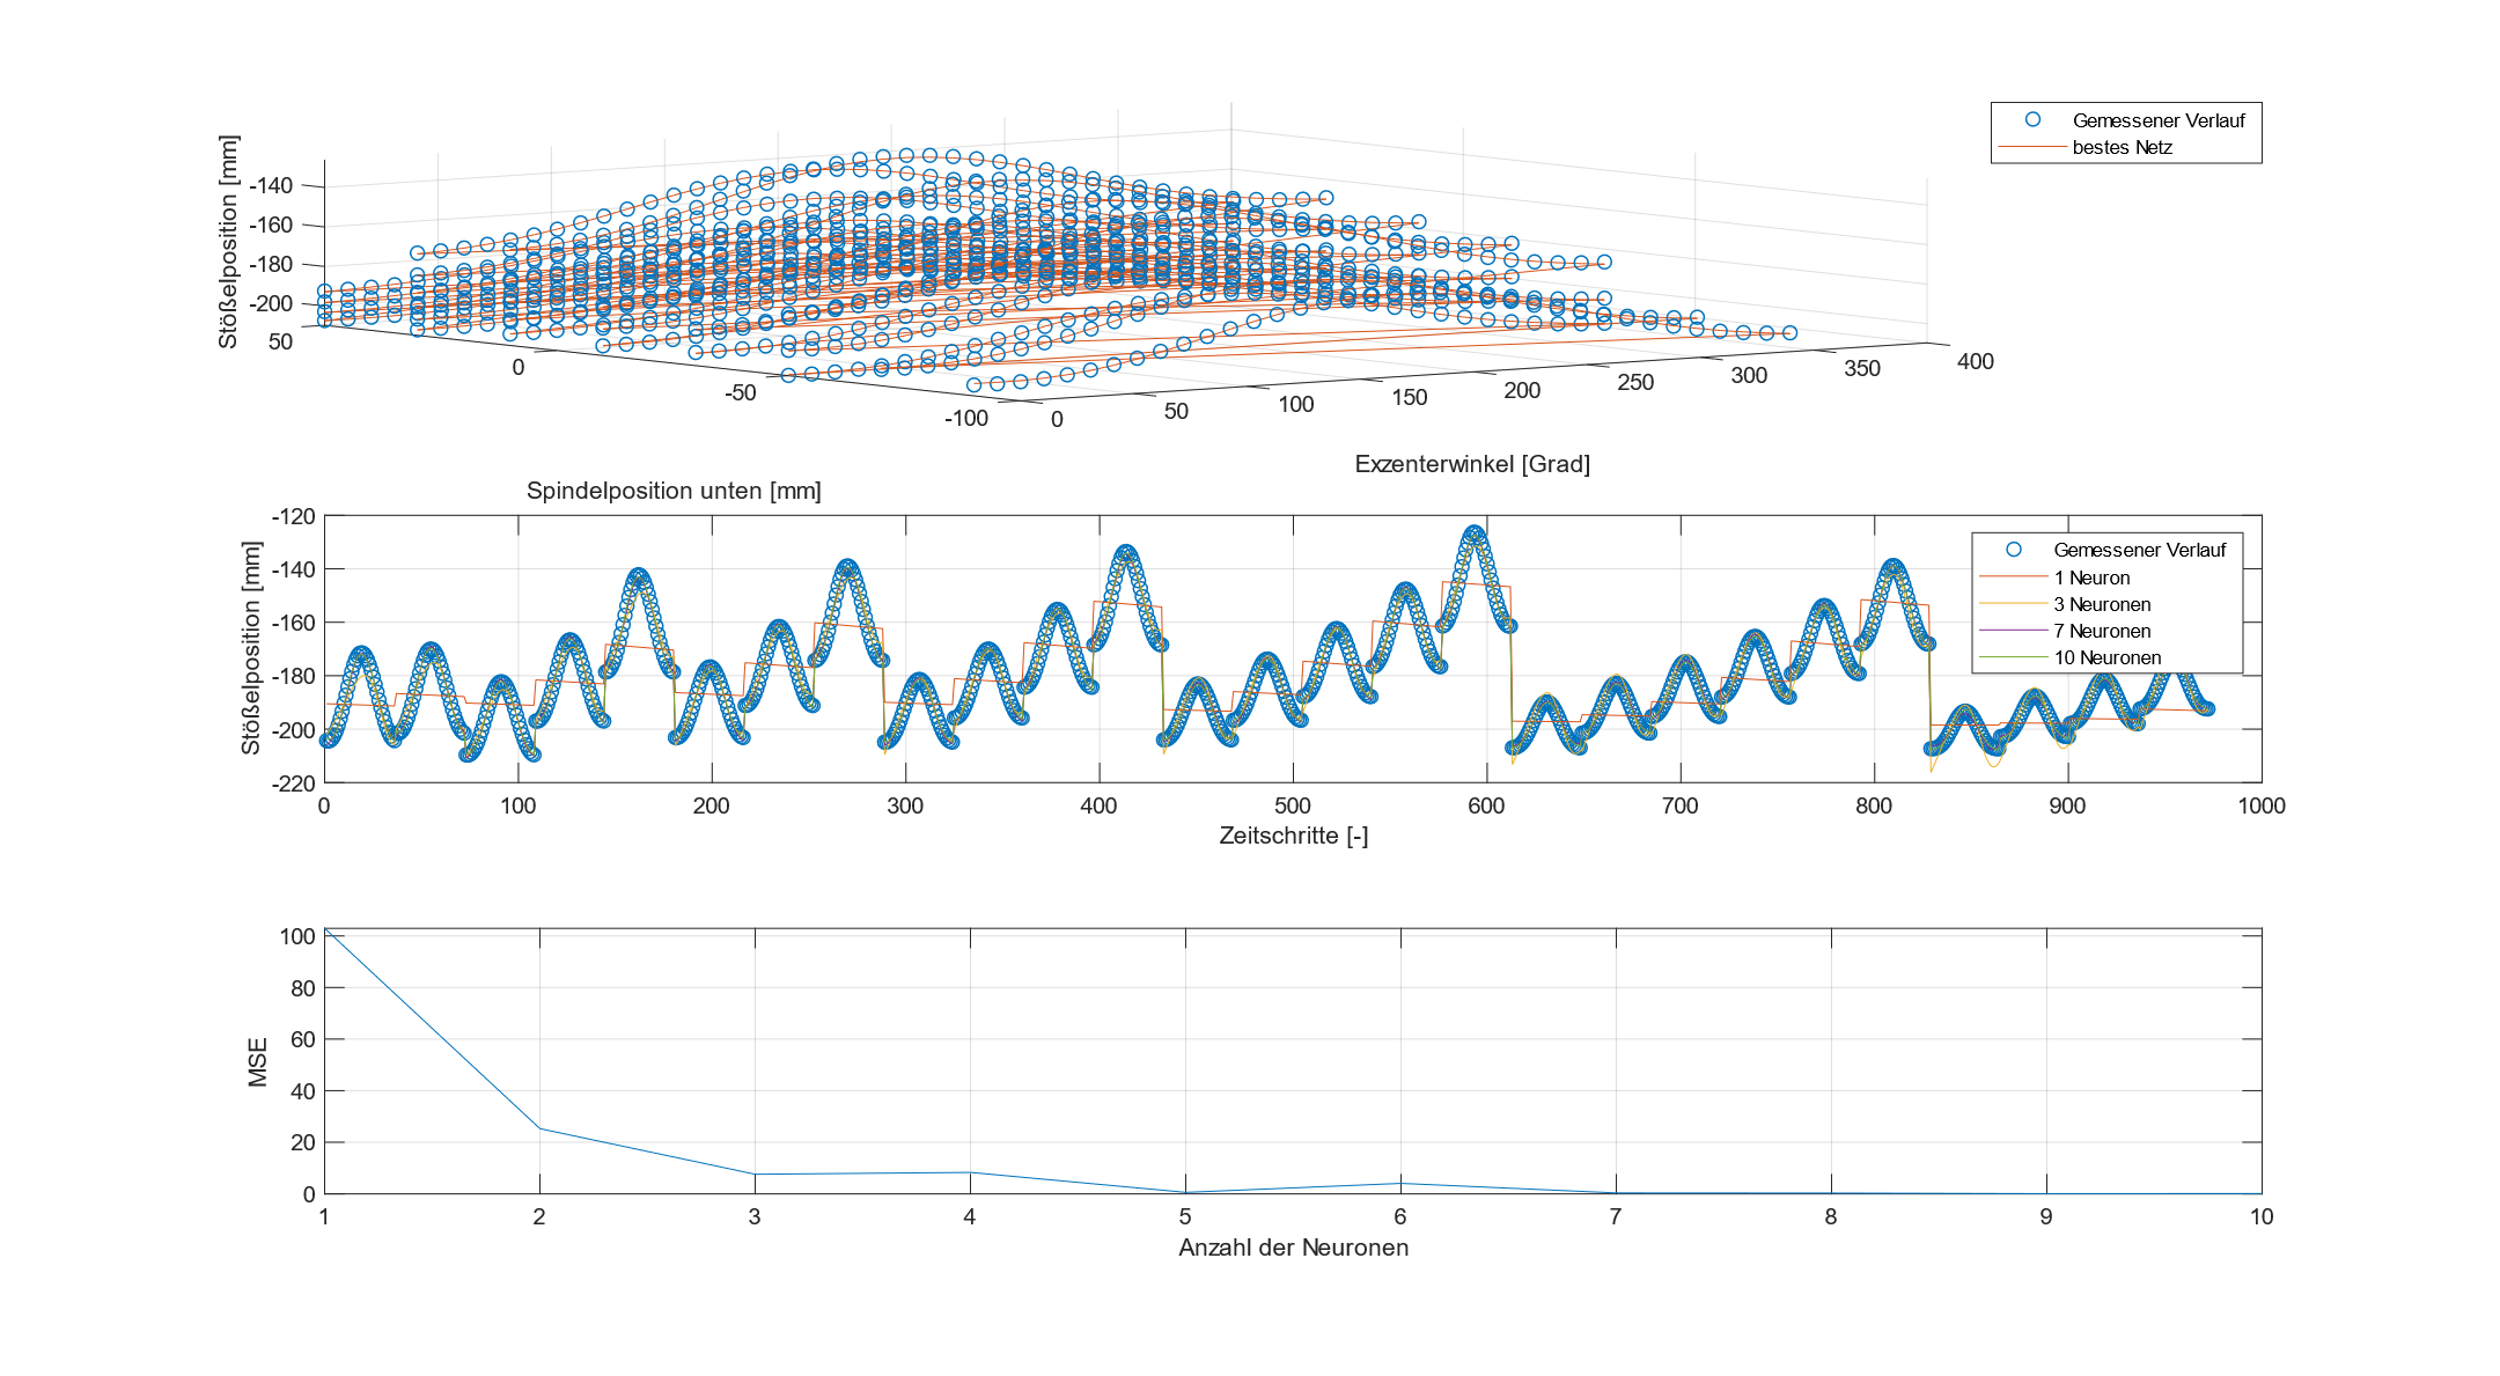 Gemessener Verlauf
bestes Netz
Stößelposition [mm]
-140
-160
-180
-200
50
0
-50
-100
0
50
100
150
200
250
300
350
400
Exzenterwinkel [Grad]
Spindelposition unten [mm]
Stößelposition [mm]
-120
-140
-160
-180
-200
-220
Gemessener Verlauf
1 Neuron
3 Neuronen
7 Neuronen
10 Neuronen
0 100 200 300 400 500 600 700 800 900 1000
Zeitschritte [-]
MSE
100
80
60
40
20
0
1 2 3 4 5 6 7 8 9 10
Anzahl der Neuronen